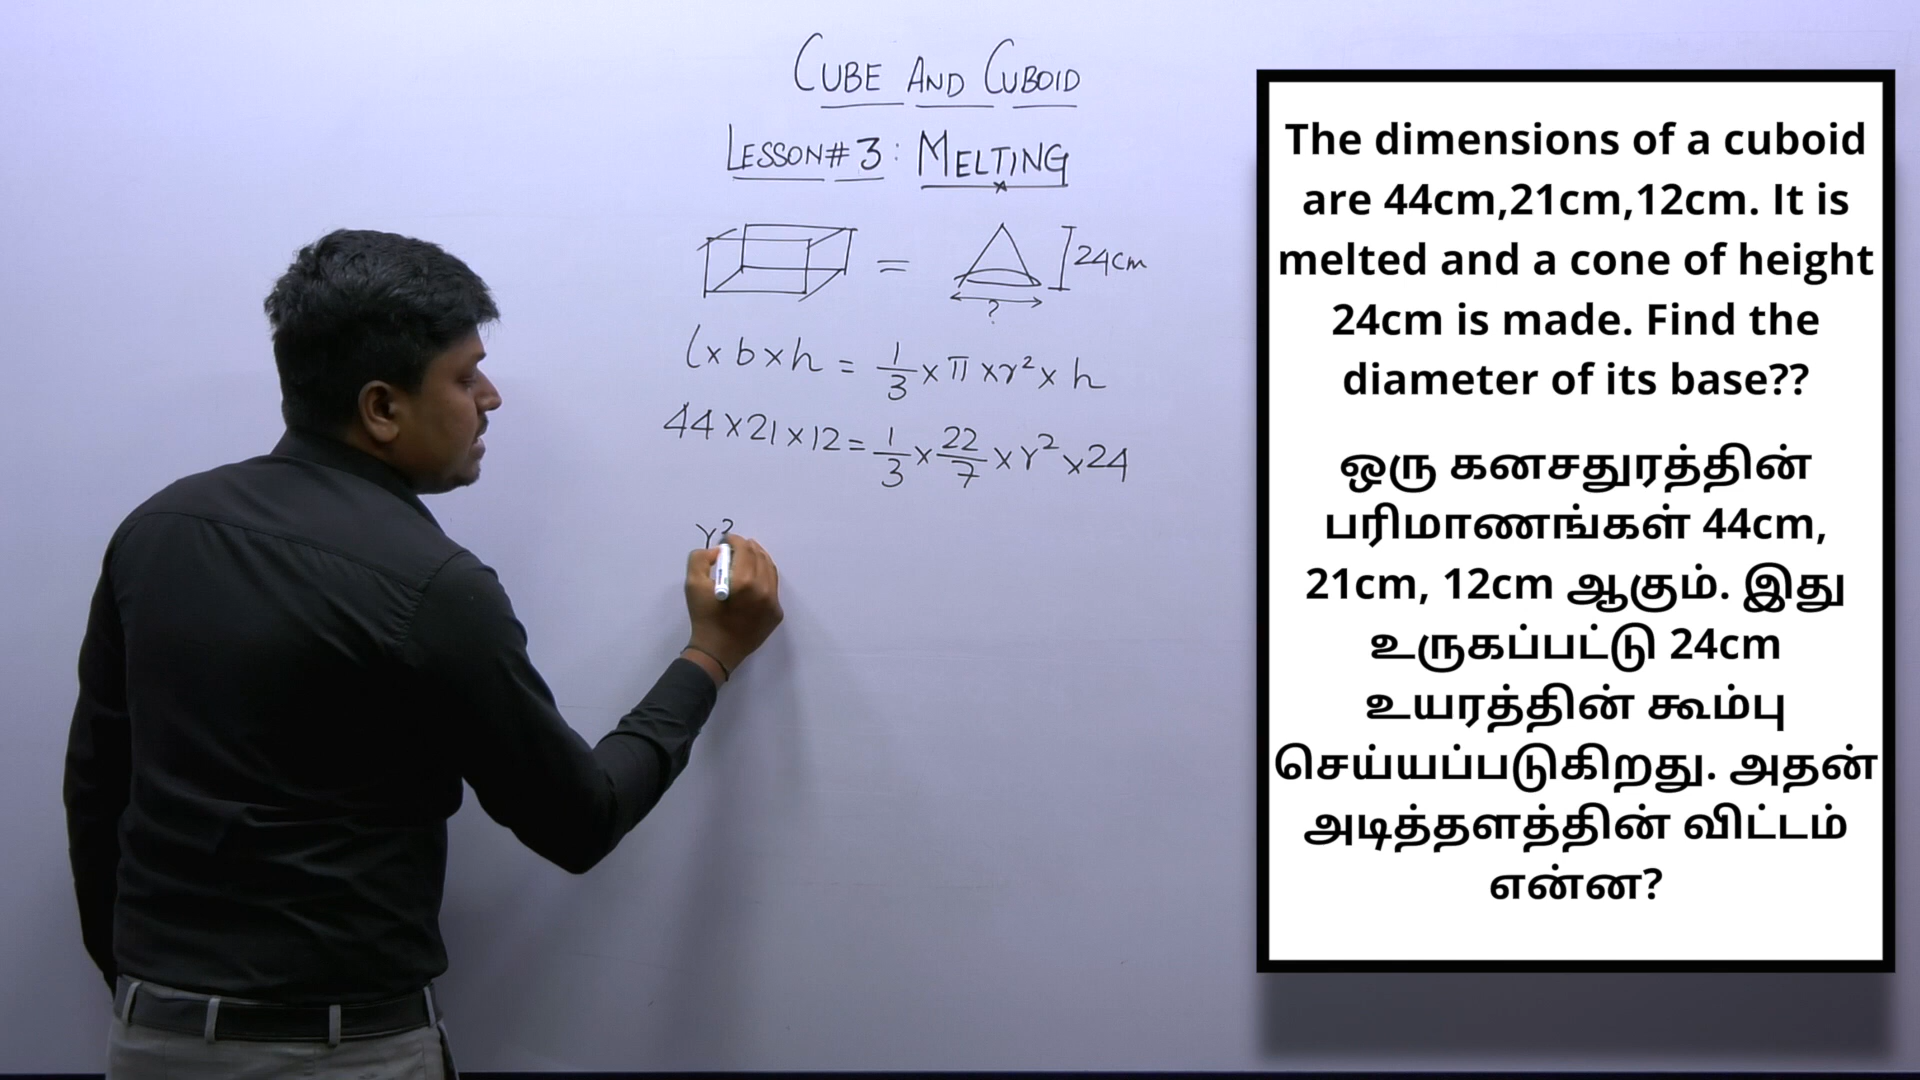 CUBE AND CUBOID
LESSON# 3 : MELTING
= 24cm
?
l x b x h = 1/3 x π x r² x h
44 x 21 x 12 = 1/3 x 22/7 x r² x 24
r²
The dimensions of a cuboid
are 44cm,21cm,12cm. It is
melted and a cone of height
24cm is made. Find the
diameter of its base??
ஒரு கனசதுரத்தின்
பரிமாணங்கள் 44cm,
21cm, 12cm ஆகும். இது
உருகப்பட்டு 24cm
உயரத்தின் கூம்பு
செய்யப்படுகிறது. அதன்
அடித்தளத்தின் விட்டம்
என்ன?